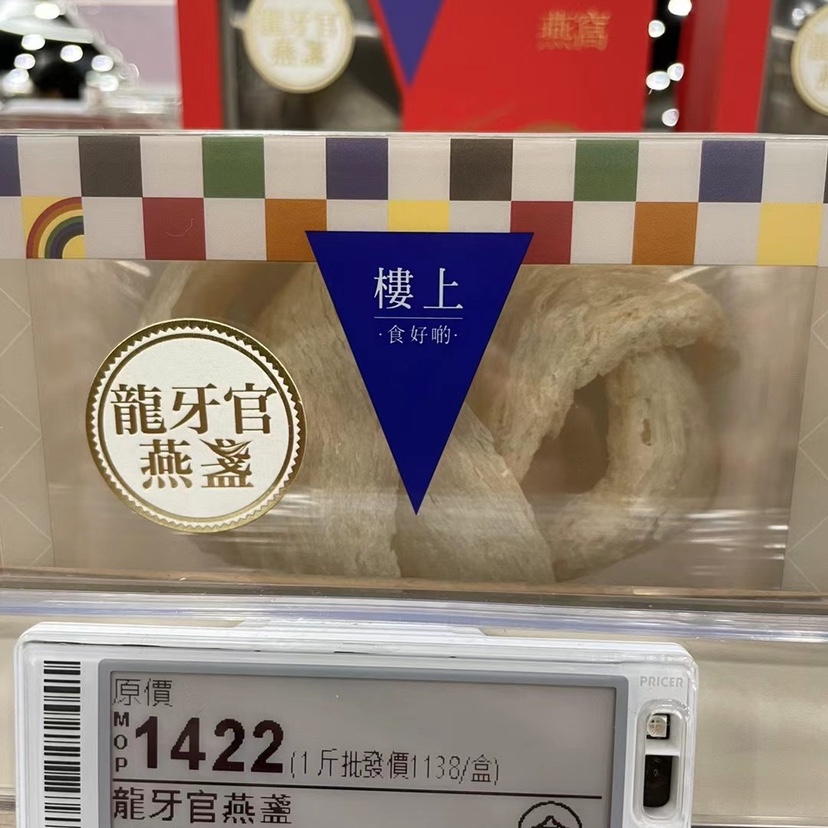 龍牙官
燕盞
燕窩
樓上
·食好啲·
龍牙官
燕盞
PRICER
原價
MOP
1422(1斤批發價1138/盒)
龍牙官燕盞